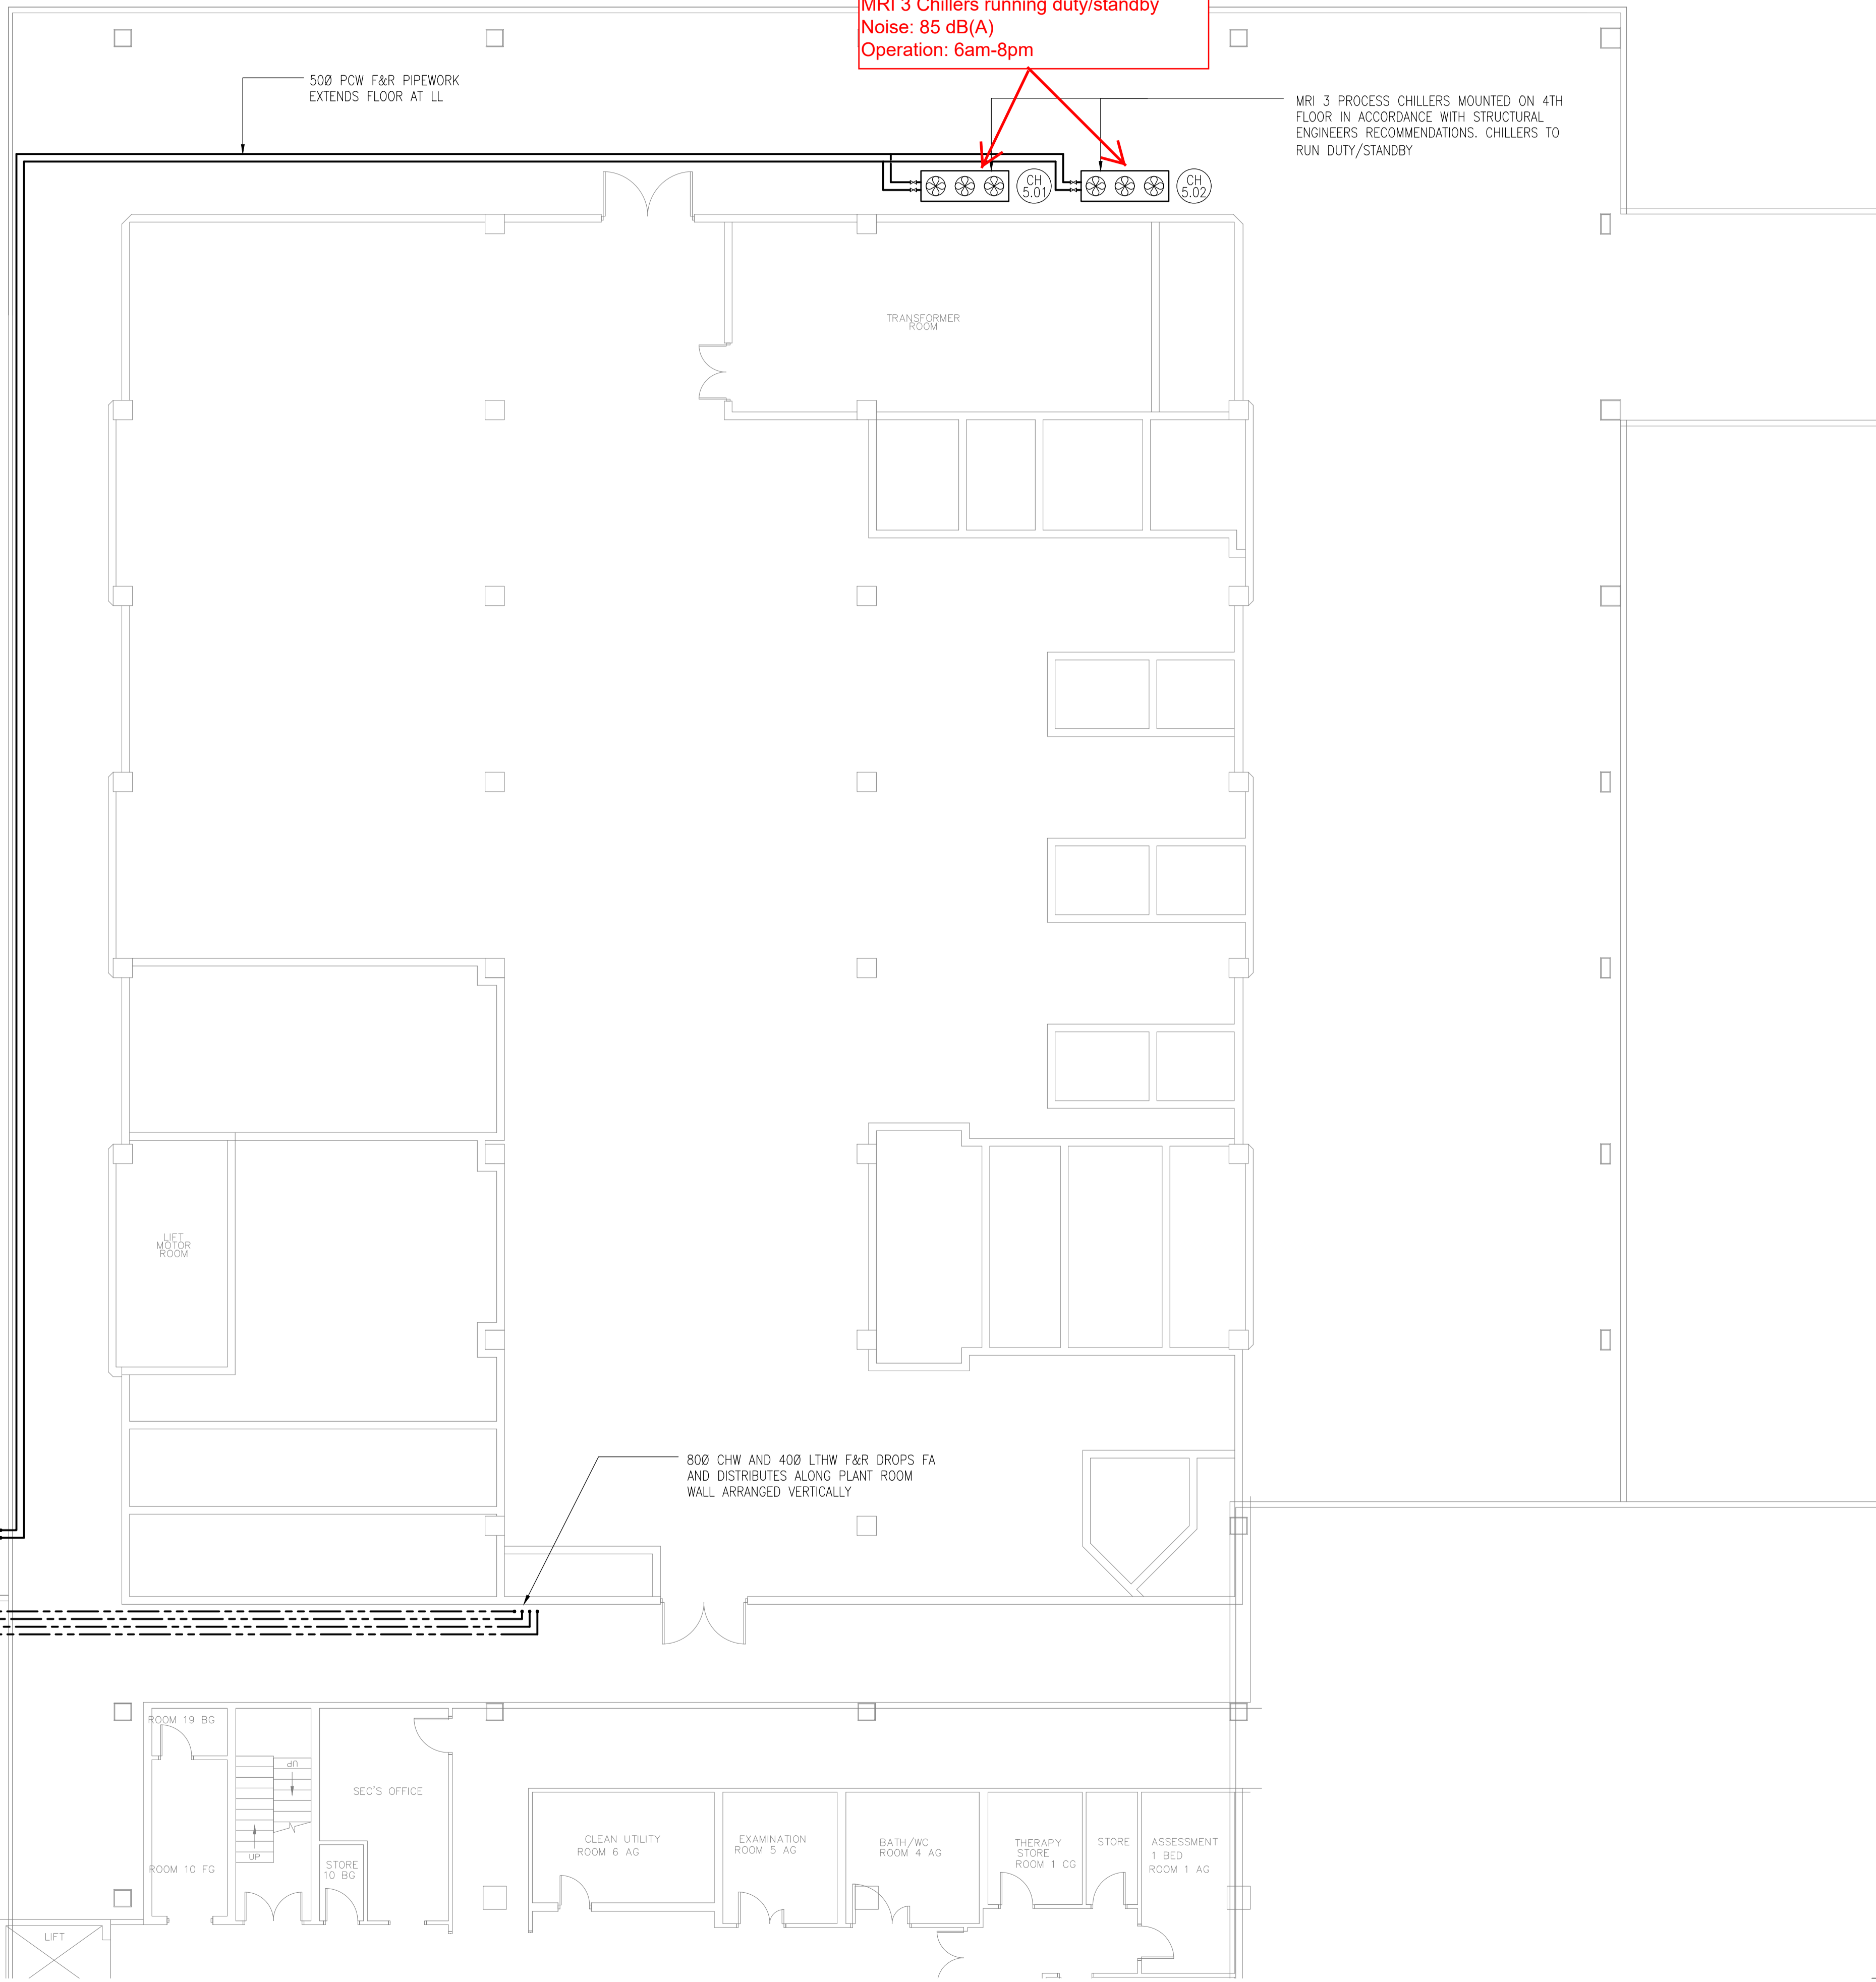 MRI 3 Chillers running duty/standby
Noise: 85 dB(A)
Operation: 6am-8pm
50Ø PCW F&R PIPEWORK
EXTENDS FLOOR AT LL
MRI 3 PROCESS CHILLERS MOUNTED ON 4TH
FLOOR IN ACCORDANCE WITH STRUCTURAL
ENGINEERS RECOMMENDATIONS. CHILLERS TO
RUN DUTY/STANDBY
CH
5.01
CH
5.02
TRANSFORMER
ROOM
LIFT
MOTOR
ROOM
80Ø CHW AND 40Ø LTHW F&R DROPS FA
AND DISTRIBUTES ALONG PLANT ROOM
WALL ARRANGED VERTICALLY
ROOM 19 BG
UP
SEC'S OFFICE
CLEAN UTILITY
ROOM 6 AG
EXAMINATION
ROOM 5 AG
BATH/WC
ROOM 4 AG
THERAPY
STORE
ROOM 1 CG
STORE
ASSESSMENT
1 BED
ROOM 1 AG
UP
STORE
10 BG
ROOM 10 FG
LIFT